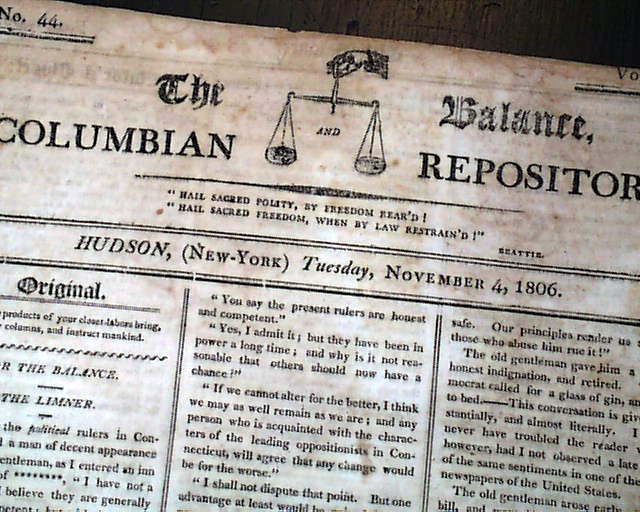 No. 44.
Vo
The Balance,
AND
COLUMBIAN REPOSITOR
" HAIL SACRED POLITY, BY FREEDOM REAR'D !
" HAIL SACRED FREEDOM, WHEN BY LAW RESTRAIN'D !"
BEATTIE.
HUDSON, (NEW-YORK) Tuesday, NOVEMBER 4, 1806.
Original.
products of your closet-labors bring,
columns, and instruct mankind.
R THE BALANCE.
THE LIMNER.
the political rulers in Con-
a man of decent appearance
entleman, as I entered an inn
of ********, " I have not a
believe they are generally
" You say the present rulers are honest
and competent."
" Yes, I admit it; but they have been in
power a long time; and why is it not rea-
sonable that others should now have a
chance?"
" If we cannot alter for the better, I think
we may as well remain as we are; and any
person who is acquainted with the charac-
ters of the leading oppositionists in Con-
necticut, will agree that any change would
be for the worse."
" I shall not dispute that point. But one
advantage at least would be
safe. Our principles render us
those who abuse him rue it !"
The old gentleman gave him a
honest indignation, and retired.
mocrat called for a glass of gin, an
to bed.——This conversation is giv
stantially, and almost literally.
never have troubled the reader
however, had I not observed a late
of the same sentiments in one of the
newspapers of the United States.
The old gentleman arose early
bill, and